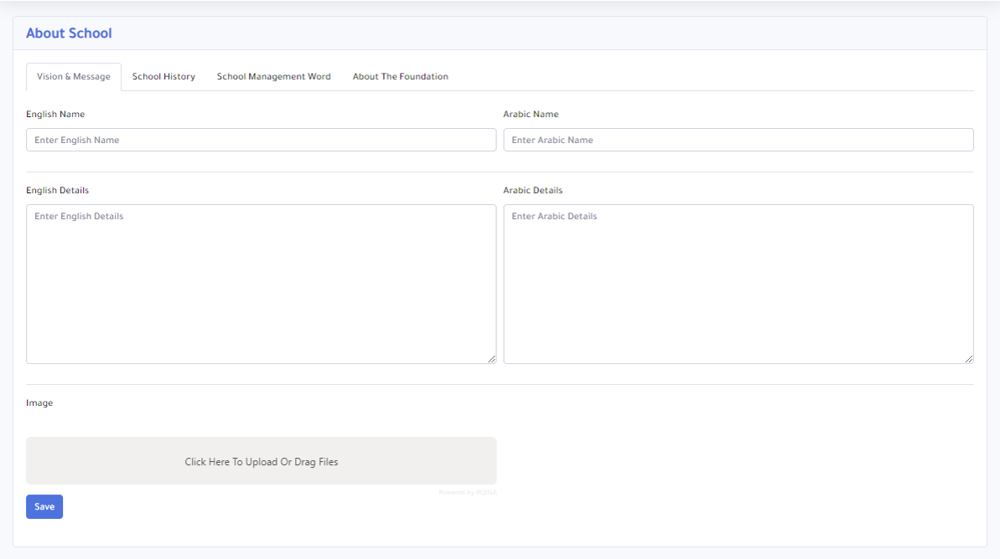 About School
Vision & Message School History School Management Word About The Foundation
English Name Arabic Name
Enter English Name Enter Arabic Name
English Details Arabic Details
Enter English Details Enter Arabic Details
Image
Click Here To Upload Or Drag Files
Powered by PQINA
Save